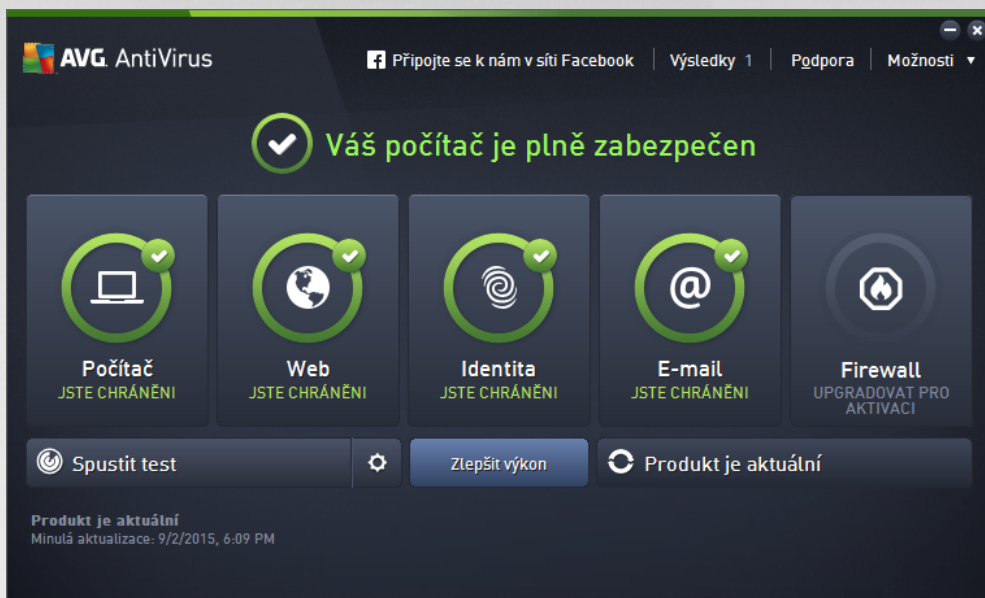 AVG AntiVirus
Připojte se k nám v síti Facebook
Výsledky 1
Podpora
Možnosti
Váš počítač je plně zabezpečen
Počítač
JSTE CHRÁNĚNI
Web
JSTE CHRÁNĚNI
Identita
JSTE CHRÁNĚNI
E-mail
JSTE CHRÁNĚNI
Firewall
UPGRADOVAT PRO
AKTIVACI
Spustit test
Zlepšit výkon
Produkt je aktuální
Produkt je aktuální
Minulá aktualizace: 9/2/2015, 6:09 PM